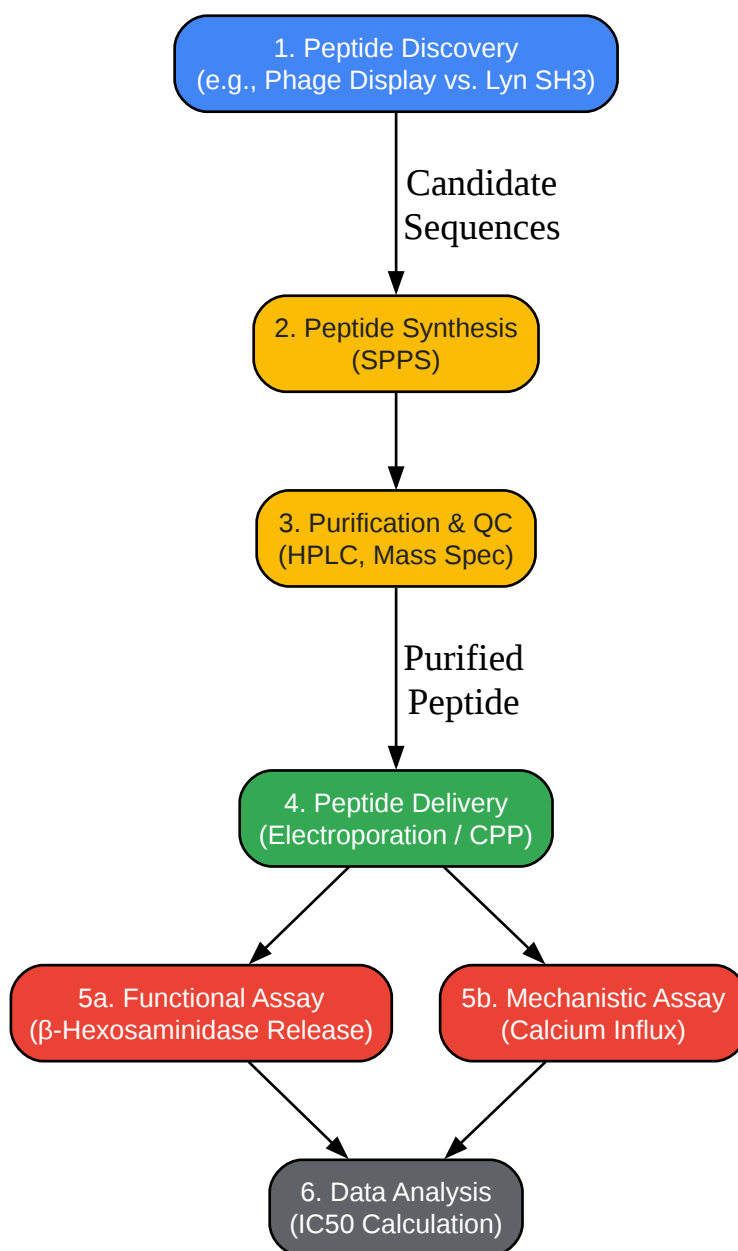 1. Peptide Discovery
(e.g., Phage Display vs. Lyn SH3)
Candidate
Sequences
2. Peptide Synthesis
(SPPS)
3. Purification & QC
(HPLC, Mass Spec)
Purified
Peptide
4. Peptide Delivery
(Electroporation / CPP)
5a. Functional Assay
(β-Hexosaminidase Release)
5b. Mechanistic Assay
(Calcium Influx)
6. Data Analysis
(IC50 Calculation)